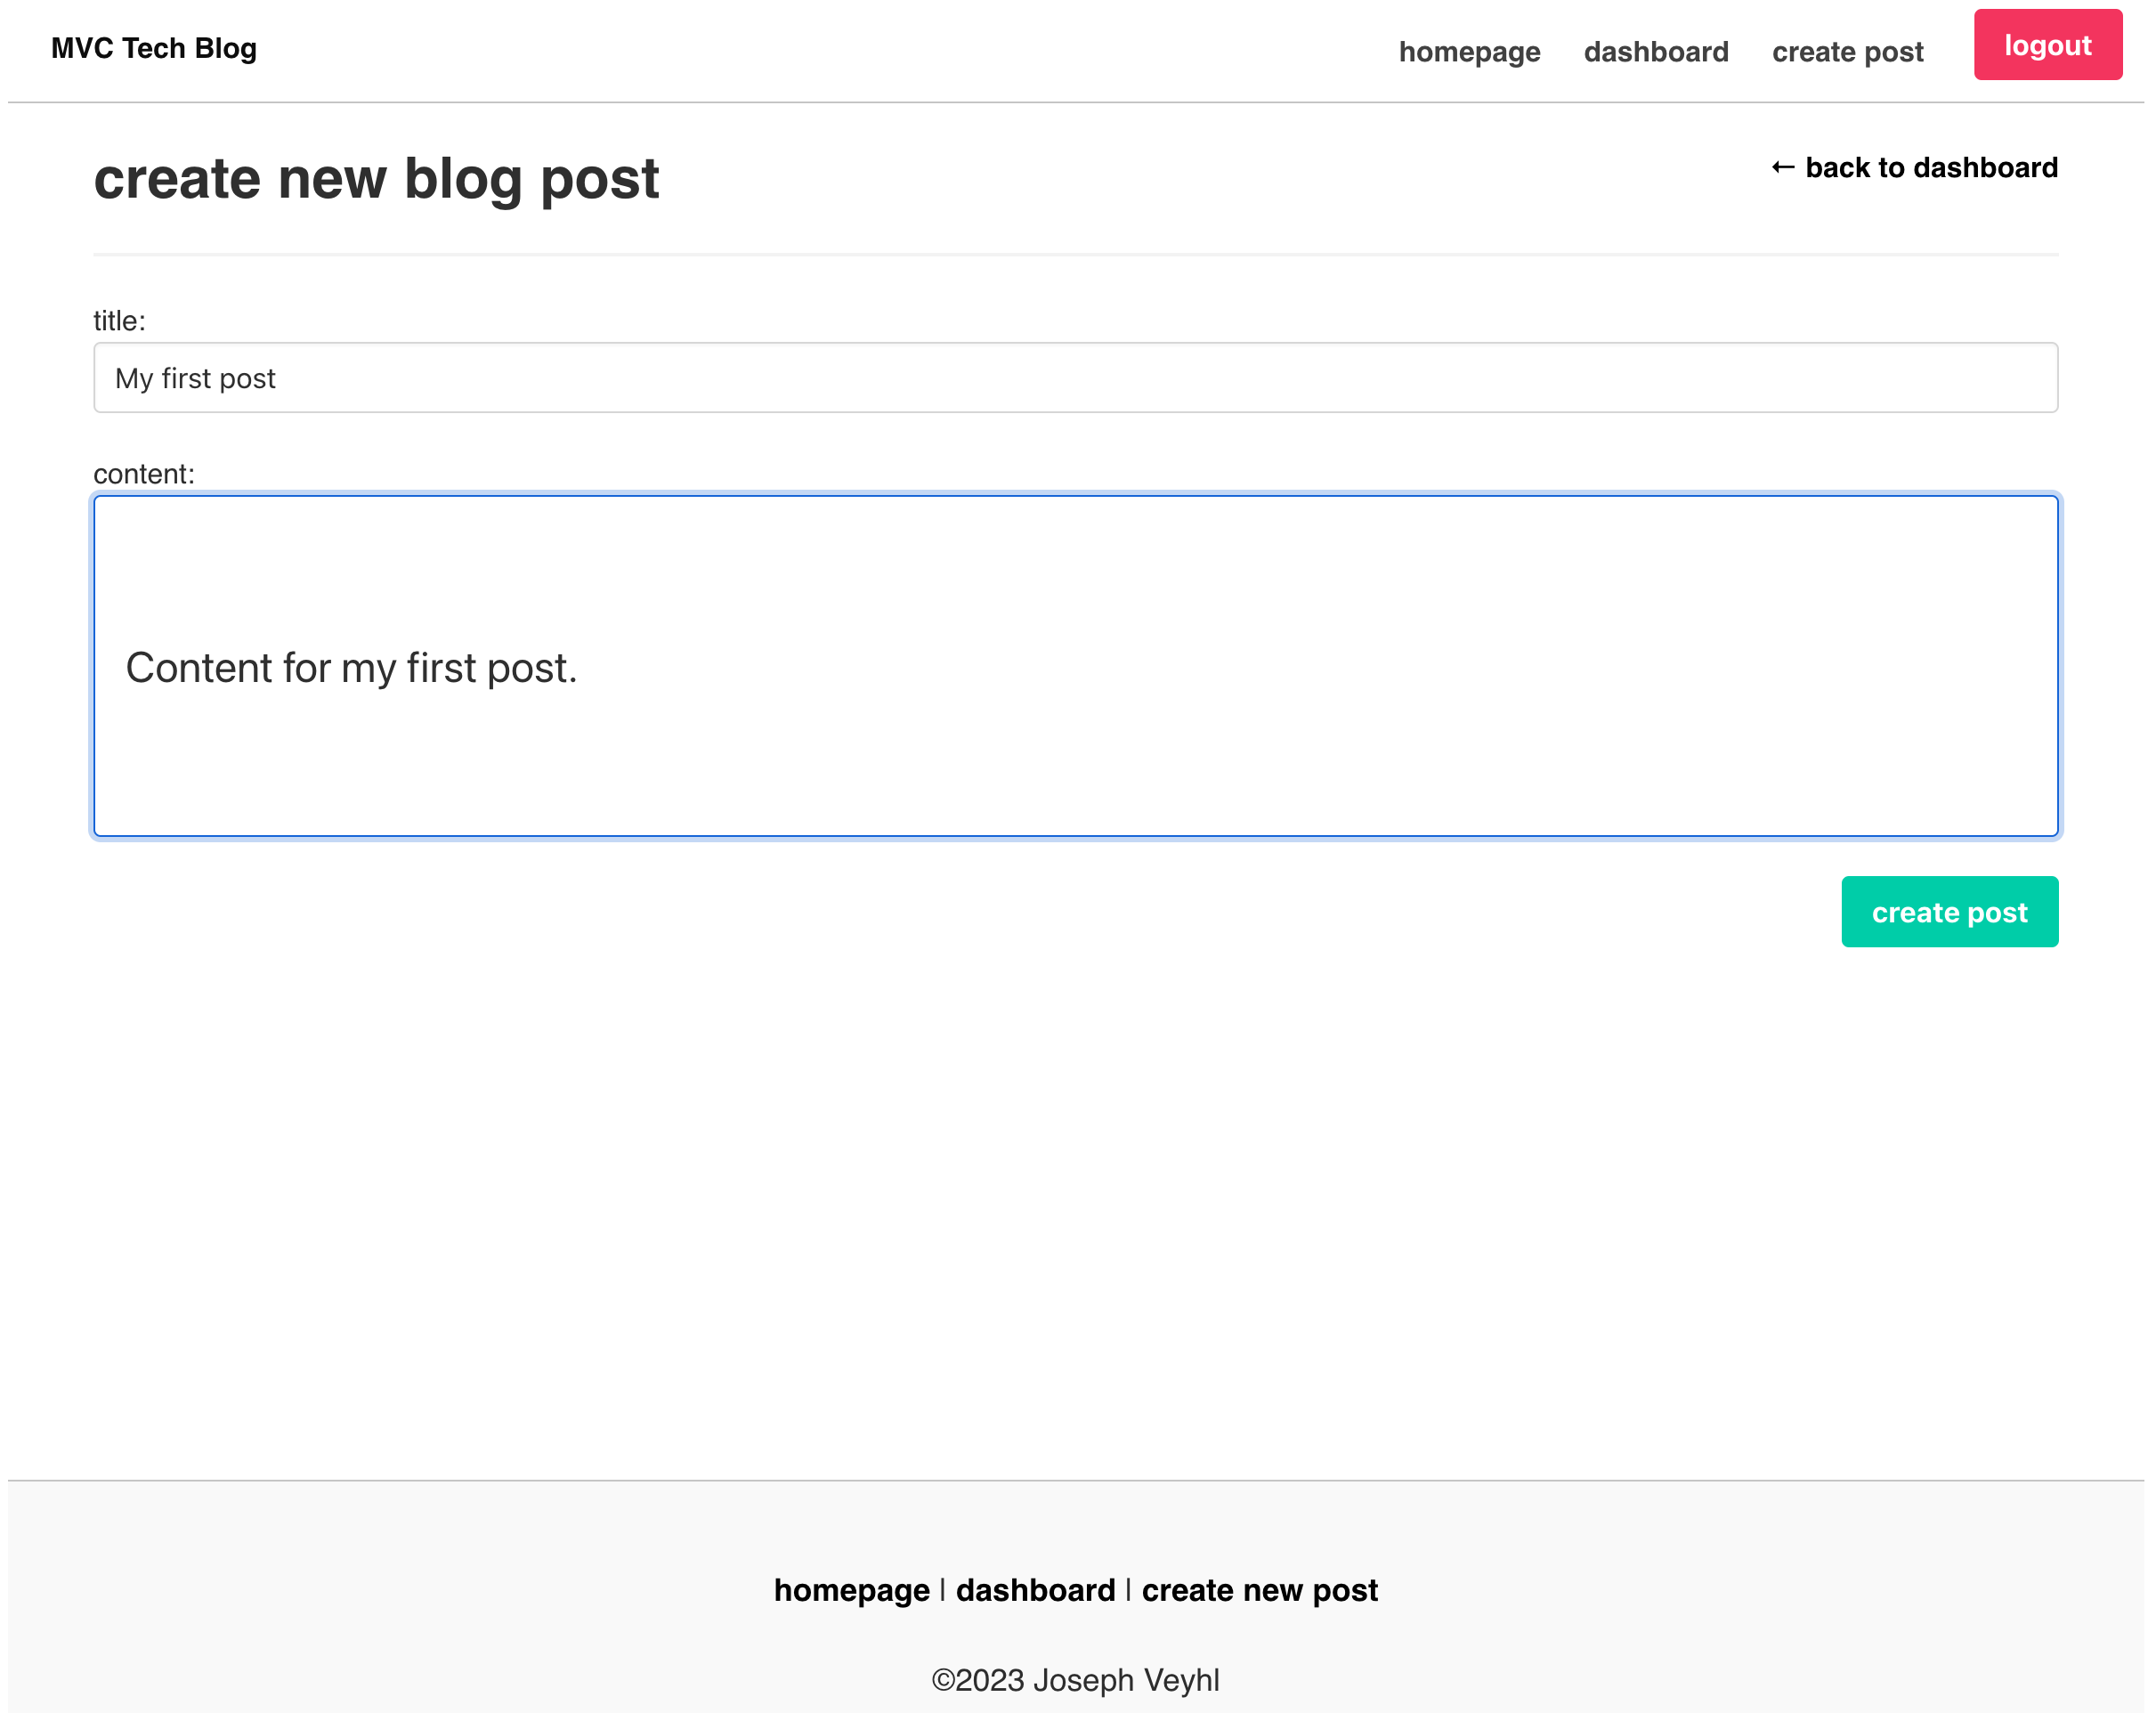 MVC Tech Blog
homepage dashboard create post logout
create new blog post
← back to dashboard
title:
My first post
content:
Content for my first post.
create post
homepage | dashboard | create new post
©2023 Joseph Veyhl